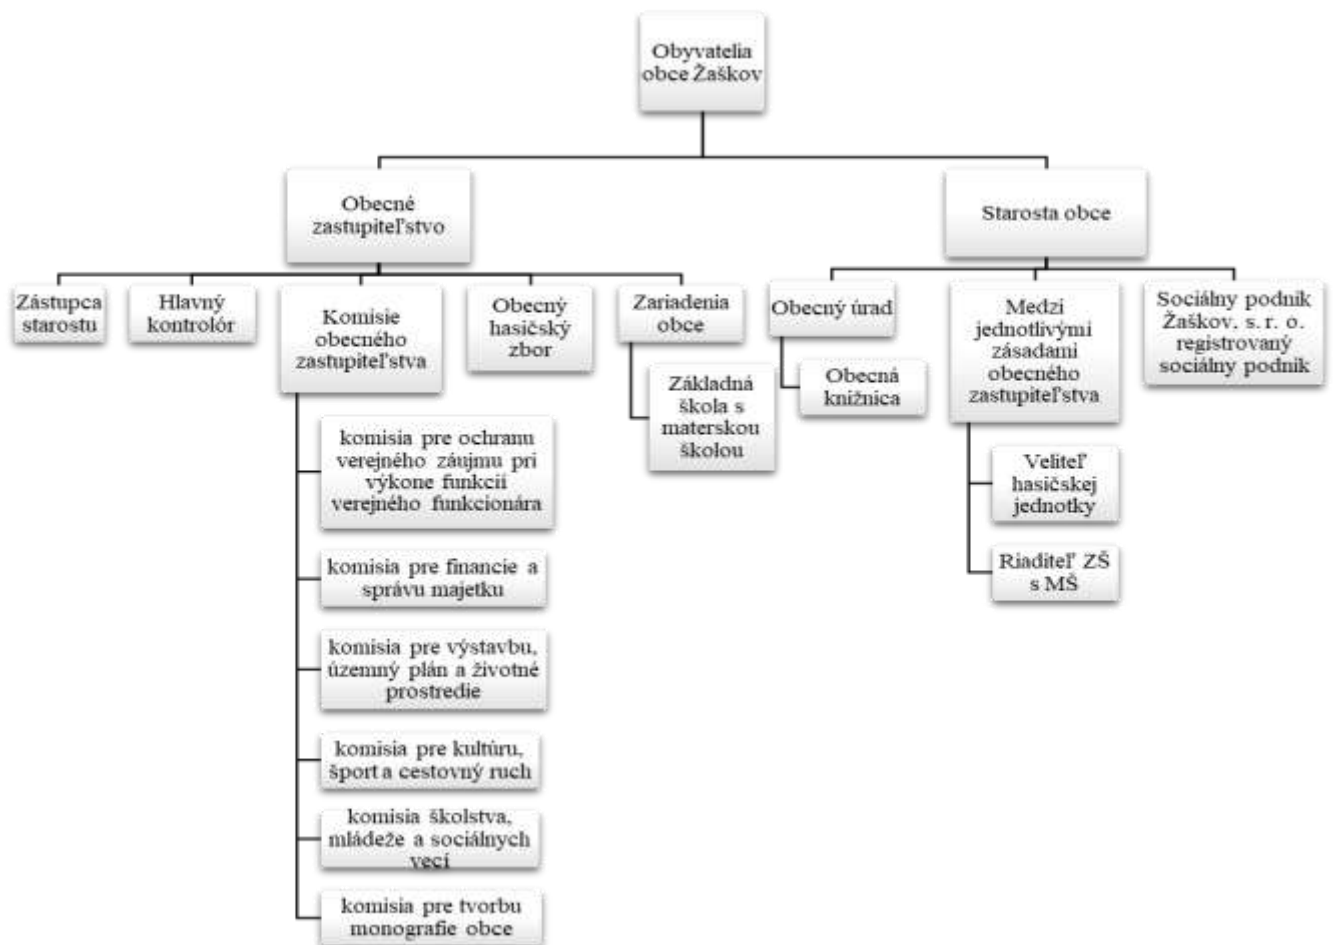 Obyvatelia
obce Žaškov
Obecné
zastupiteľstvo
Starosta obce
Zástupca
starostu
Hlavný
kontrolór
Komisie
obecného
zastupiteľstva
Obecný
hasičský
zbor
Zariadenia
obce
Obecný úrad
Medzi
jednotlivými
zásadami
obecného
zastupiteľstva
Sociálny podnik
Žaškov, s. r. o.
registrovaný
sociálny podnik
Základná
škola s
materskou
školou
Obecná
knižnica
komisia pre ochranu
verejného záujmu pri
výkone funkcií
verejného funkcionára
komisia pre financie a
správu majetku
komisia pre výstavbu,
územný plán a životné
prostredie
komisia pre kultúru,
šport a cestovný ruch
komisia školstva,
mládeže a sociálnych
vecí
komisia pre tvorbu
monografie obce
Veliteľ
hasičskej
jednotky
Riaditeľ ZŠ
s MŠ